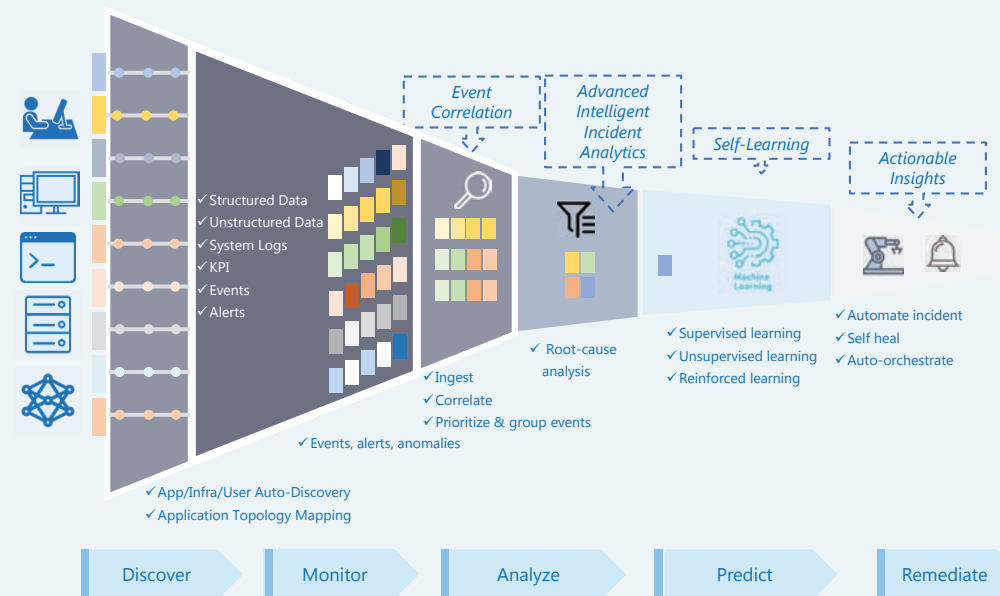 Event
Correlation
Advanced
Intelligent
Incident
Analytics
Self-Learning
Actionable
Insights
✓Structured Data
✓Unstructured Data
✓System Logs
✓KPI
✓Events
✓Alerts
Machine
Learning
✓Ingest
✓Correlate
✓Prioritize & group events
✓Root-cause
analysis
✓Supervised learning
✓Unsupervised learning
✓Reinforced learning
✓Automate incident
✓Self heal
✓Auto-orchestrate
✓Events, alerts, anomalies
✓App/Infra/User Auto-Discovery
✓Application Topology Mapping
Discover
Monitor
Analyze
Predict
Remediate